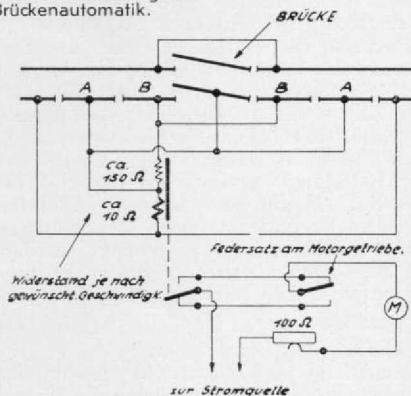 Brückenautomatik.
BRÜCKE
A B B A
ca.
150 Ω
ca
10 Ω
Federsatz am Motorgetriebe.
Widerstand je nach
gewünscht. Geschwindigk.
M
100 Ω
zur Stromquelle